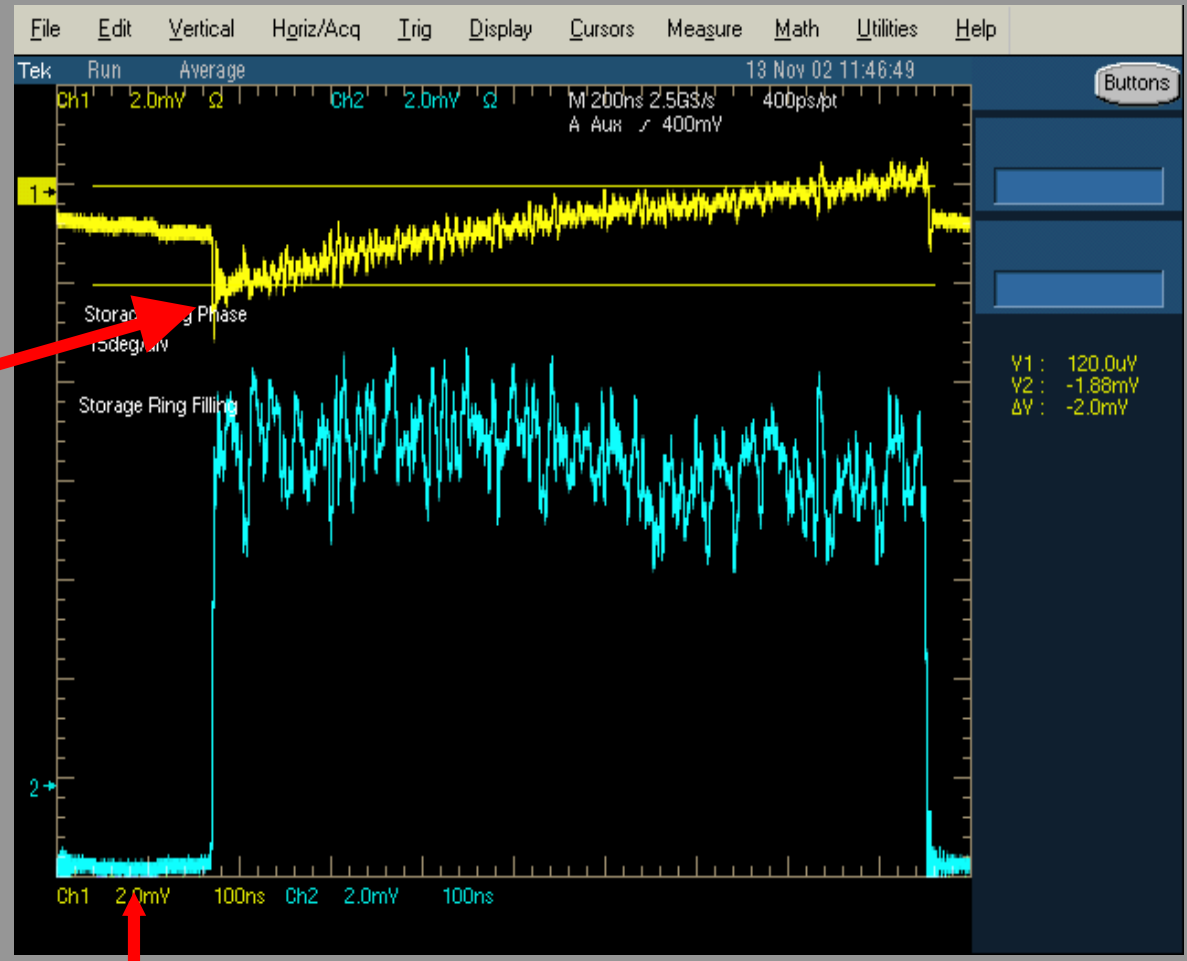 File Edit Vertical Horiz/Acq Trig Display Cursors Measure Math Utilities Help
Tek Run Average 13 Nov 02 11:46:49
Buttons
Ch1 2.0mV Ω Ch2 2.0mV Ω M 200ns 2.5GS/s 400ps/pt
A Aux / 400mV
1
Phase
15deg/div
Storage Ring Filling
V1 : 120.0uV
V2 : -1.88mV
ΔV : -2.0mV
2
Ch1 2.0mV 100ns Ch2 2.0mV 100ns